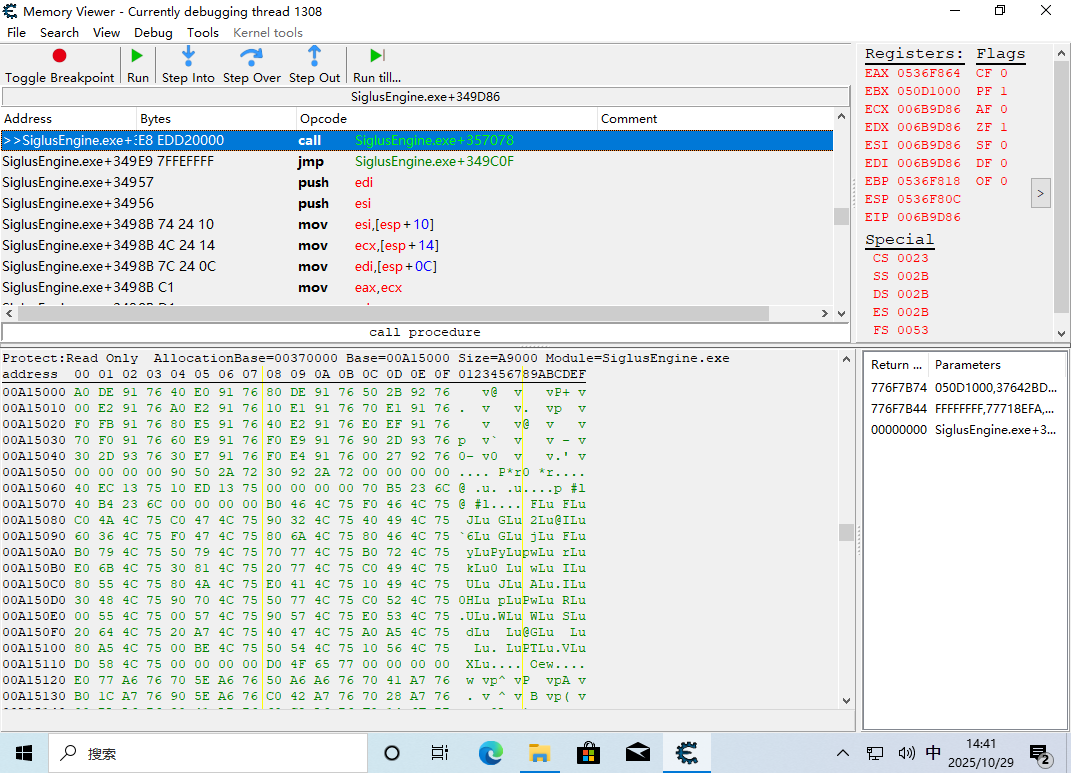 Memory Viewer - Currently debugging thread 1308
File Search View Debug Tools Kernel tools
Toggle Breakpoint Run Step Into Step Over Step Out Run till...
SiglusEngine.exe+349D86
Address Bytes Opcode Comment
>>SiglusEngine.exe+3 E8 EDD20000 call SiglusEngine.exe+357078
SiglusEngine.exe+349 E9 7FFEFFFF jmp SiglusEngine.exe+349C0F
SiglusEngine.exe+349 57 push edi
SiglusEngine.exe+349 56 push esi
SiglusEngine.exe+349 8B 74 24 10 mov esi,[esp+10]
SiglusEngine.exe+349 8B 4C 24 14 mov ecx,[esp+14]
SiglusEngine.exe+349 8B 7C 24 0C mov edi,[esp+0C]
SiglusEngine.exe+349 8B C1 mov eax,ecx
call procedure
Registers: Flags
EAX 0536F864 CF 0
EBX 050D1000 PF 1
ECX 006B9D86 AF 0
EDX 006B9D86 ZF 1
ESI 006B9D86 SF 0
EDI 006B9D86 DF 0
EBP 0536F818 OF 0
ESP 0536F80C
EIP 006B9D86
>
Special
CS 0023
SS 002B
DS 002B
ES 002B
FS 0053
Protect:Read Only AllocationBase=00370000 Base=00A15000 Size=A9000 Module=SiglusEngine.exe
address 00 01 02 03 04 05 06 07 08 09 0A 0B 0C 0D 0E 0F 0123456789ABCDEF
00A15000 A0 DE 91 76 40 E0 91 76 80 DE 91 76 50 2B 92 76 v@ v vP+ v
00A15010 00 E2 91 76 A0 E2 91 76 10 E1 91 76 70 E1 91 76 . v v. vp v
00A15020 F0 FB 91 76 80 E5 91 76 40 E2 91 76 E0 EF 91 76 v v@ v v
00A15030 70 F0 91 76 60 E9 91 76 F0 E9 91 76 90 2D 93 76 p v` v v - v
00A15040 30 2D 93 76 30 E7 91 76 F0 E4 91 76 00 27 92 76 0- v0 v v.' v
00A15050 00 00 00 00 90 50 2A 72 30 92 2A 72 00 00 00 00 .... P*r0 *r....
00A15060 40 EC 13 75 10 ED 13 75 00 00 00 00 70 B5 23 6C @ .u. .u....p #l
00A15070 40 B4 23 6C 00 00 00 00 B0 46 4C 75 F0 46 4C 75 @ #l.... FLu FLu
00A15080 C0 4A 4C 75 C0 47 4C 75 90 32 4C 75 40 49 4C 75 JLu GLu 2Lu@ILu
00A15090 60 36 4C 75 F0 47 4C 75 80 6A 4C 75 80 46 4C 75 `6Lu GLu jLu FLu
00A150A0 B0 79 4C 75 50 79 4C 75 70 77 4C 75 B0 72 4C 75 yLuPyLupwLu rLu
00A150B0 E0 6B 4C 75 30 81 4C 75 20 77 4C 75 C0 49 4C 75 kLu0 Lu wLu ILu
00A150C0 80 55 4C 75 80 4A 4C 75 E0 41 4C 75 10 49 4C 75 ULu JLu ALu.ILu
00A150D0 30 48 4C 75 90 70 4C 75 50 77 4C 75 C0 52 4C 75 0HLu pLuPwLu RLu
00A150E0 00 55 4C 75 00 57 4C 75 90 57 4C 75 E0 53 4C 75 .ULu.WLu WLu SLu
00A150F0 20 64 4C 75 20 A7 4C 75 40 47 4C 75 A0 A5 4C 75 dLu Lu@GLu Lu
00A15100 80 A5 4C 75 00 BE 4C 75 50 54 4C 75 10 56 4C 75 Lu. LuPTLu.VLu
00A15110 D0 58 4C 75 00 00 00 00 D0 4F 65 77 00 00 00 00 XLu.... Oew....
00A15120 E0 77 A6 76 70 5E A6 76 50 A6 A6 76 70 41 A7 76 w vp^ vP vpA v
00A15130 B0 1C A7 76 90 5E A6 76 C0 42 A7 76 70 28 A7 76 . v ^ v B vp( v
Return ... Parameters
776F7B74 050D1000,37642BD...
776F7B44 FFFFFFFF,77718EFA,...
00000000 SiglusEngine.exe+3...
搜索
中
14:41
2025/10/29
2